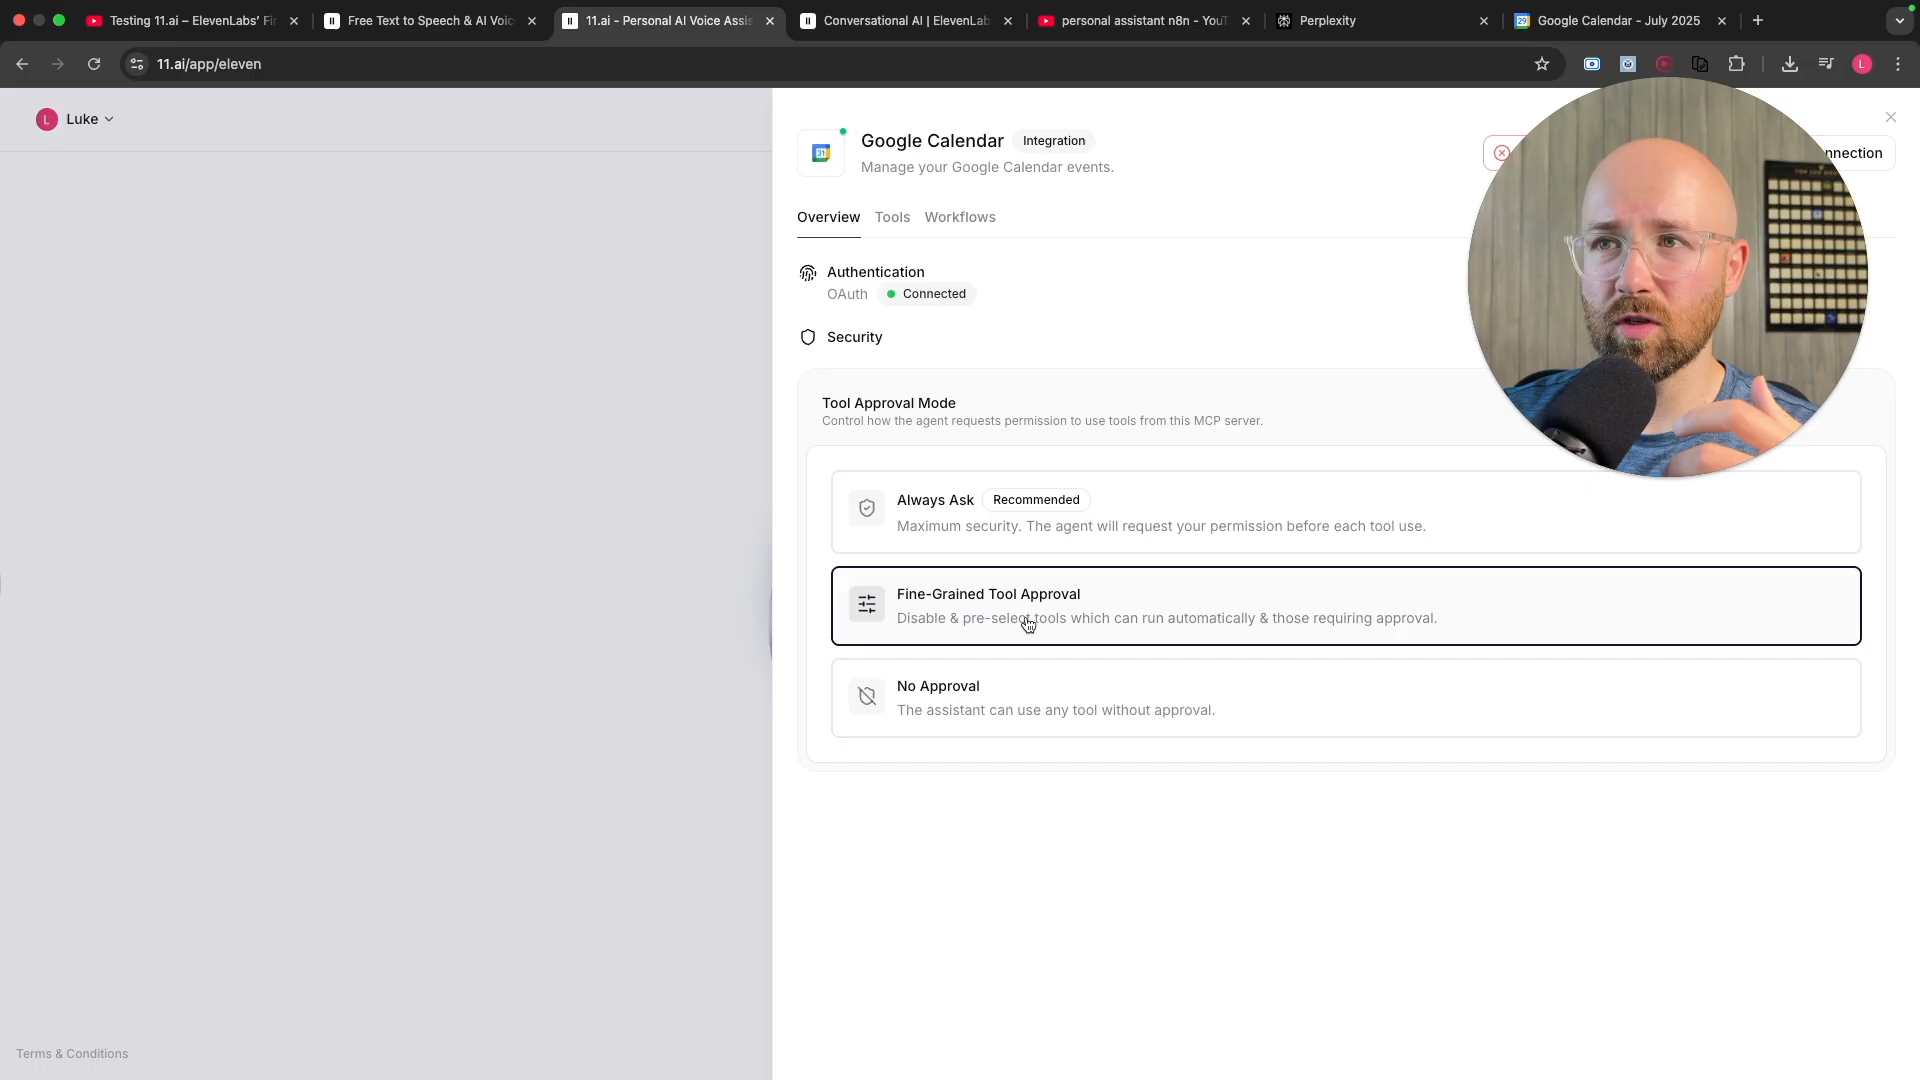 Testing 11.ai – ElevenLabs' Fi
Free Text to Speech & AI Voic
11.ai - Personal AI Voice Assis
Conversational AI | ElevenLab
personal assistant n8n - YouT
Perplexity
Google Calendar - July 2025
11.ai/app/eleven
L
L
Luke
Google Calendar
Integration
nnection
Manage your Google Calendar events.
Overview
Tools
Workflows
Authentication
OAuth
Connected
Security
Tool Approval Mode
Control how the agent requests permission to use tools from this MCP server.
Always Ask
Recommended
Maximum security. The agent will request your permission before each tool use.
Fine-Grained Tool Approval
Disable & pre-select tools which can run automatically & those requiring approval.
No Approval
The assistant can use any tool without approval.
Terms & Conditions